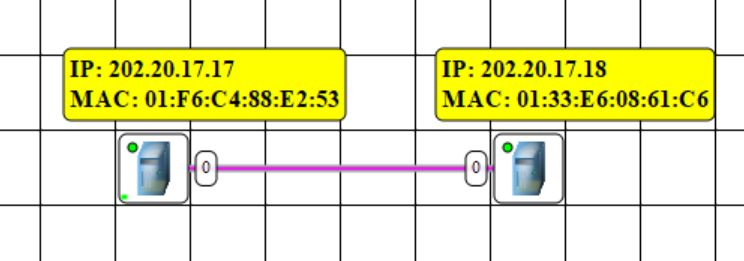 IP: 202.20.17.17
MAC: 01:F6:C4:88:E2:53
IP: 202.20.17.18
MAC: 01:33:E6:08:61:C6
0
0